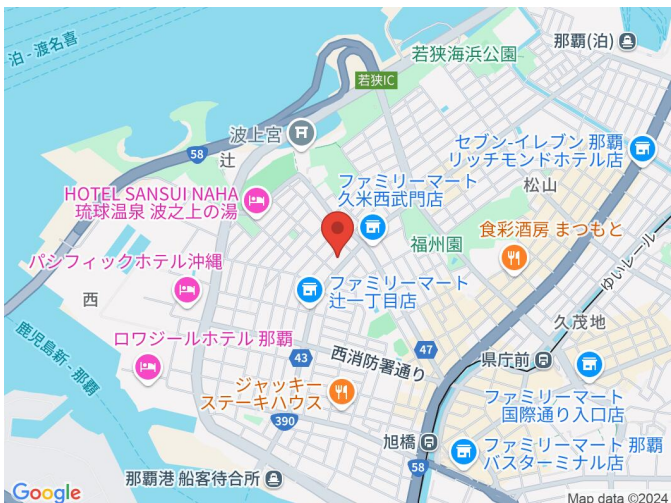 泊 - 渡名喜
那覇(泊)
若狭海浜公園
若狭IC
波上宮
58
辻
セブン-イレブン 那覇
リッチモンドホテル店
HOTEL SANSUI NAHA
琉球温泉 波之上の湯
ファミリーマート
久米西武門店
松山
福州園
食彩酒房 まつもと
ゆいレール
パシフィックホテル沖縄
西
ファミリーマート
辻一丁目店
久茂地
鹿児島新 - 那覇
ロワジールホテル 那覇
43
西消防署通り
47
県庁前
ジャッキー
ステーキハウス
ファミリーマート
国際通り入口店
390
旭橋
ファミリーマート 那覇
バスターミナル店
58
那覇港 船客待合所
Google
Map data ©2024